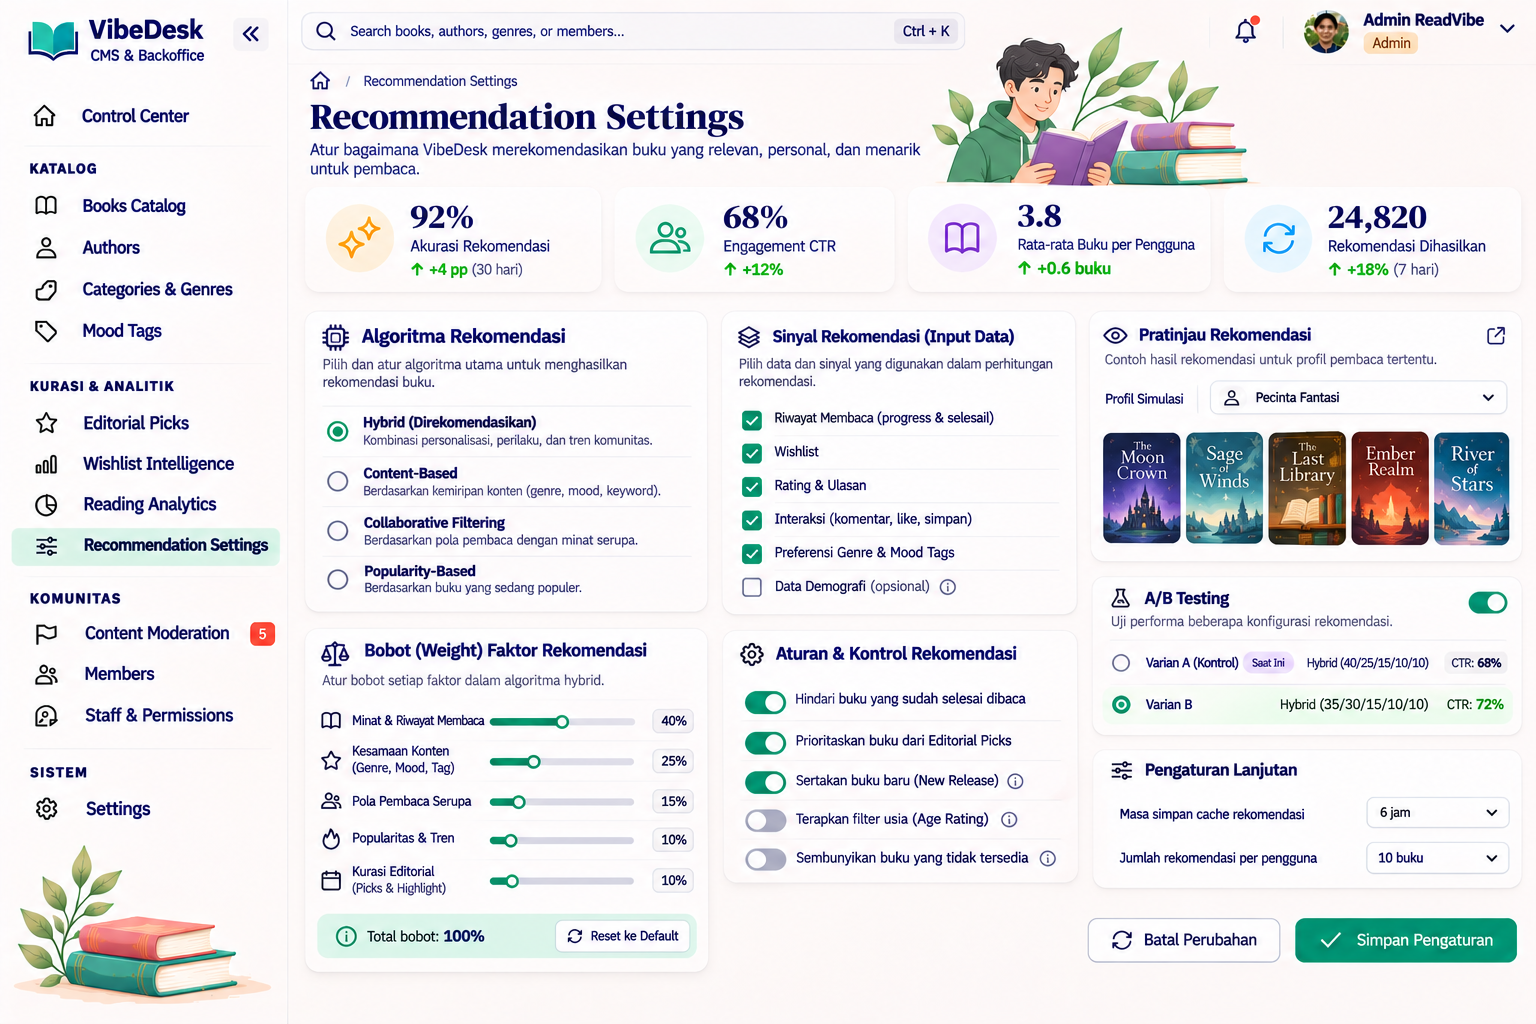 VibeDesk
CMS & Backoffice
Search books, authors, genres, or members...
Ctrl + K
Admin ReadVibe
Admin
Control Center
KATALOG
Books Catalog
Authors
Categories & Genres
Mood Tags
KURASI & ANALITIK
Editorial Picks
Wishlist Intelligence
Reading Analytics
Recommendation Settings
KOMUNITAS
Content Moderation
5
Members
Staff & Permissions
SISTEM
Settings
/ Recommendation Settings
Recommendation Settings
Atur bagaimana VibeDesk merekomendasikan buku yang relevan, personal, dan menarik
untuk pembaca.
92%
Akurasi Rekomendasi
↑ +4 pp (30 hari)
68%
Engagement CTR
↑ +12%
3.8
Rata-rata Buku per Pengguna
↑ +0.6 buku
24,820
Rekomendasi Dihasilkan
↑ +18% (7 hari)
Algoritma Rekomendasi
Pilih dan atur algoritma utama untuk menghasilkan
rekomendasi buku.
Hybrid (Direkomendasikan)
Kombinasi personalisasi, perilaku, dan tren komunitas.
Content-Based
Berdasarkan kemiripan konten (genre, mood, keyword).
Collaborative Filtering
Berdasarkan pola pembaca dengan minat serupa.
Popularity-Based
Berdasarkan buku yang sedang populer.
Bobot (Weight) Faktor Rekomendasi
Atur bobot setiap faktor dalam algoritma hybrid.
Minat & Riwayat Membaca
40%
Kesamaan Konten
(Genre, Mood, Tag)
25%
Pola Pembaca Serupa
15%
Popularitas & Tren
10%
Kurasi Editorial
(Picks & Highlight)
10%
Total bobot: 100%
Reset ke Default
Sinyal Rekomendasi (Input Data)
Pilih data dan sinyal yang digunakan dalam perhitungan
rekomendasi.
Riwayat Membaca (progress & selesail)
Wishlist
Rating & Ulasan
Interaksi (komentar, like, simpan)
Preferensi Genre & Mood Tags
Data Demografi (opsional)
Aturan & Kontrol Rekomendasi
Hindari buku yang sudah selesai dibaca
Prioritaskan buku dari Editorial Picks
Sertakan buku baru (New Release)
Terapkan filter usia (Age Rating)
Sembunyikan buku yang tidak tersedia
Pratinjau Rekomendasi
Contoh hasil rekomendasi untuk profil pembaca tertentu.
Profil Simulasi
Pecinta Fantasi
The
Moon
Crown
Sage
of
Winds
The
Last
Library
Ember
Realm
River
of
Stars
A/B Testing
Uji performa beberapa konfigurasi rekomendasi.
Varian A (Kontrol)
Saat Ini
Hybrid (40/25/15/10/10)
CTR: 68%
Varian B
Hybrid (35/30/15/10/10)
CTR: 72%
Pengaturan Lanjutan
Masa simpan cache rekomendasi
6 jam
Jumlah rekomendasi per pengguna
10 buku
Batal Perubahan
Simpan Pengaturan